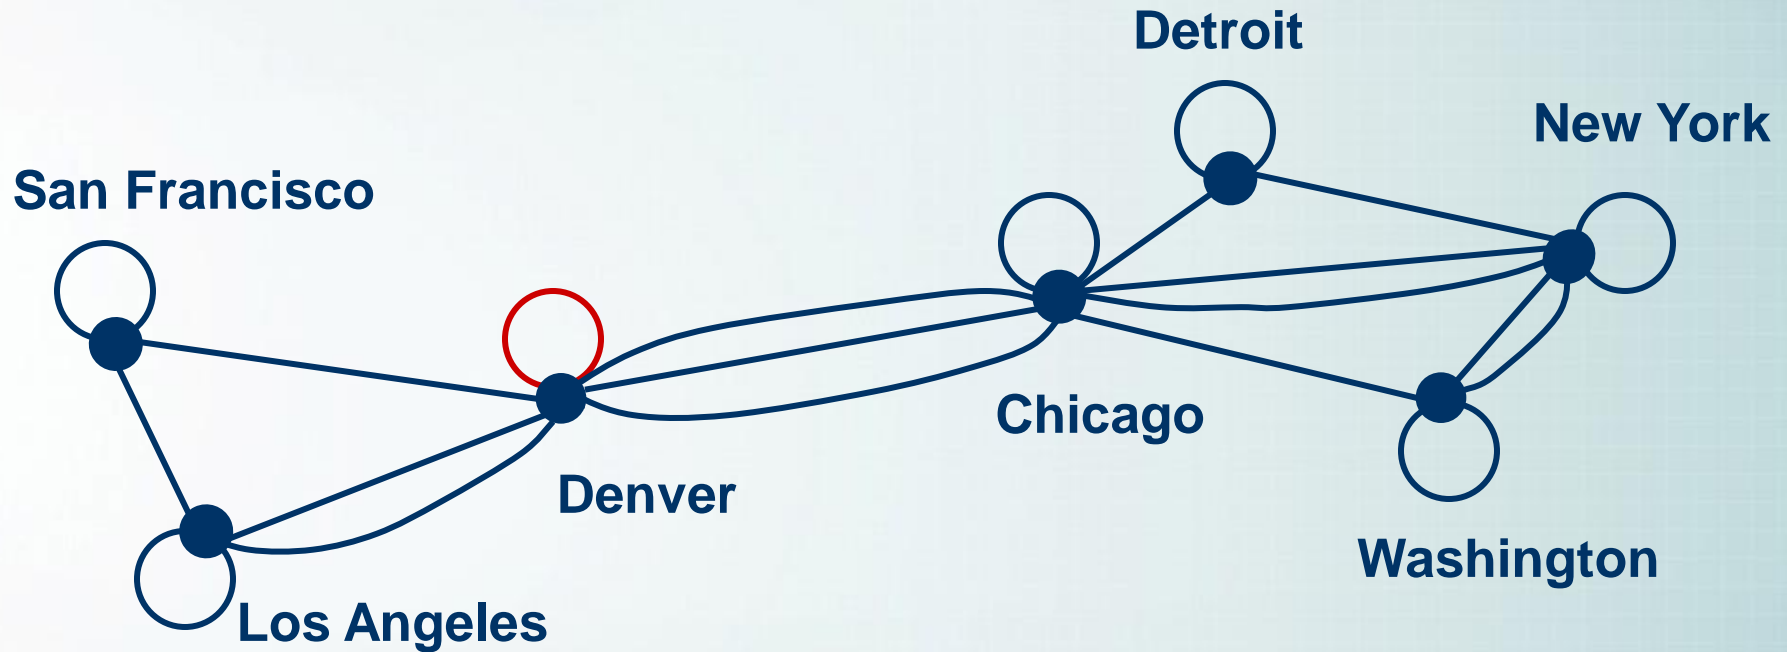 Detroit
New York
San Francisco
Chicago
Denver
Washington
Los Angeles